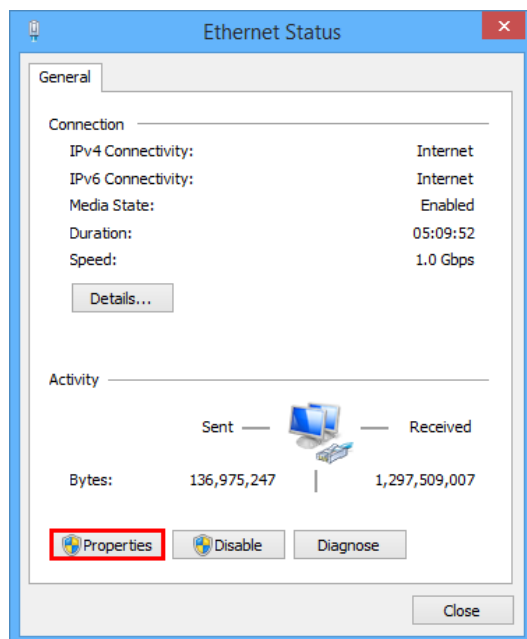 Ethernet Status
General
Connection
IPv4 Connectivity: Internet
IPv6 Connectivity: Internet
Media State: Enabled
Duration: 05:09:52
Speed: 1.0 Gbps
Details...
Activity
Sent Received
Bytes: 136,975,247 1,297,509,007
Properties Disable Diagnose
Close